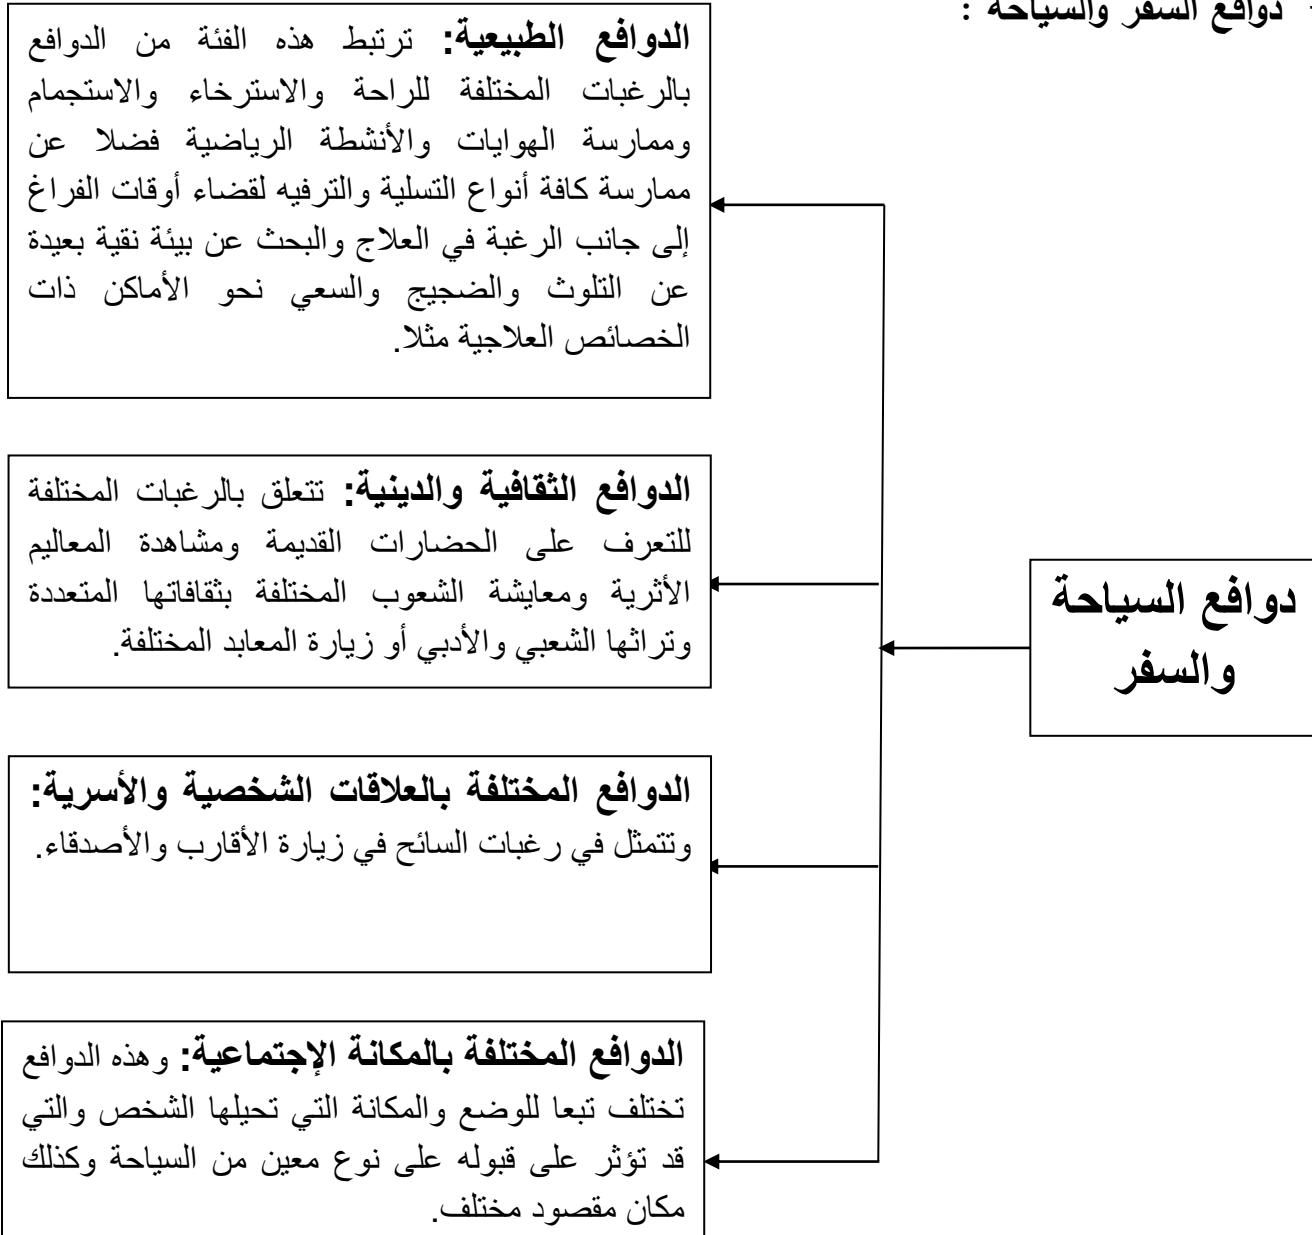 دوافع السفر والسياحة :
الدوافع الطبيعية: ترتبط هذه الفئة من الدوافع
بالرغبات المختلفة للراحة والاسترخاء والاستجمام
وممارسة الهوايات والأنشطة الرياضية فضلا عن
ممارسة كافة أنواع التسلية والترفيه لقضاء أوقات الفراغ
إلى جانب الرغبة في العلاج والبحث عن بيئة نقية بعيدة
عن التلوث والضجيج والسعي نحو الأماكن ذات
الخصائص العلاجية مثلا.
الدوافع الثقافية والدينية: تتعلق بالرغبات المختلفة
للتعرف على الحضارات القديمة ومشاهدة المعاليم
الأثرية ومعايشة الشعوب المختلفة بثقافاتها المتعددة
وتراثها الشعبي والأدبي أو زيارة المعابد المختلفة.
دوافع السياحة
والسفر
الدوافع المختلفة بالعلاقات الشخصية والأسرية:
وتتمثل في رغبات السائح في زيارة الأقارب والأصدقاء.
الدوافع المختلفة بالمكانة الإجتماعية: وهذه الدوافع
تختلف تبعا للوضع والمكانة التي تحيلها الشخص والتي
قد تؤثر على قبوله على نوع معين من السياحة وكذلك
مكان مقصود مختلف.